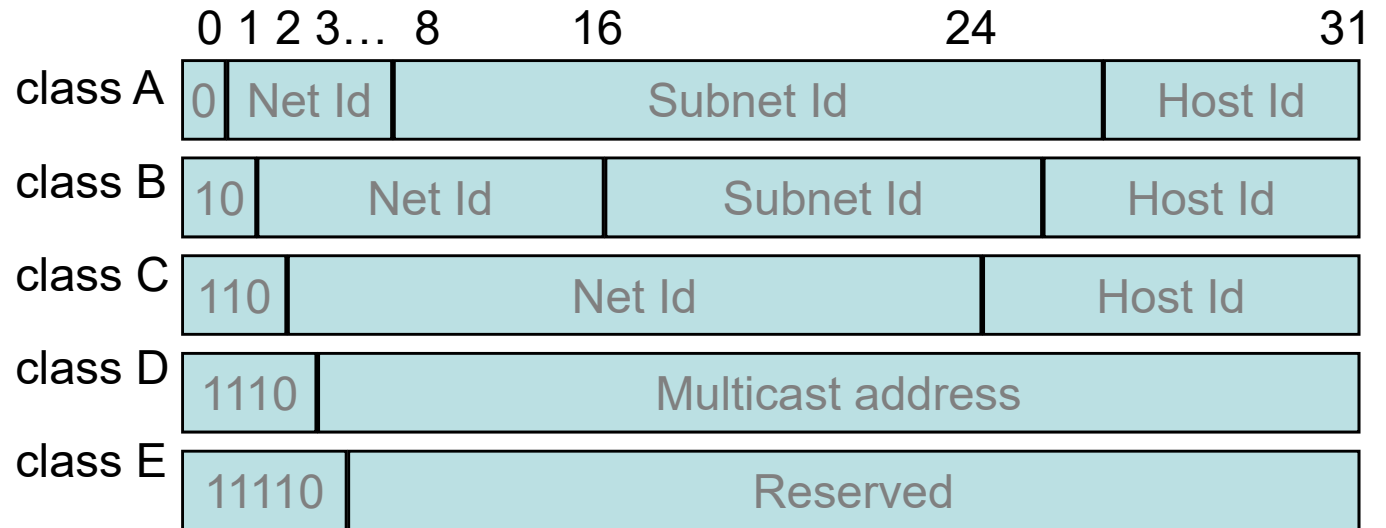 0 1 2 3… 8 16 24 31
class A 0 Net Id Subnet Id Host Id
class B 10 Net Id Subnet Id Host Id
class C 110 Net Id Host Id
class D 1110 Multicast address
class E 11110 Reserved